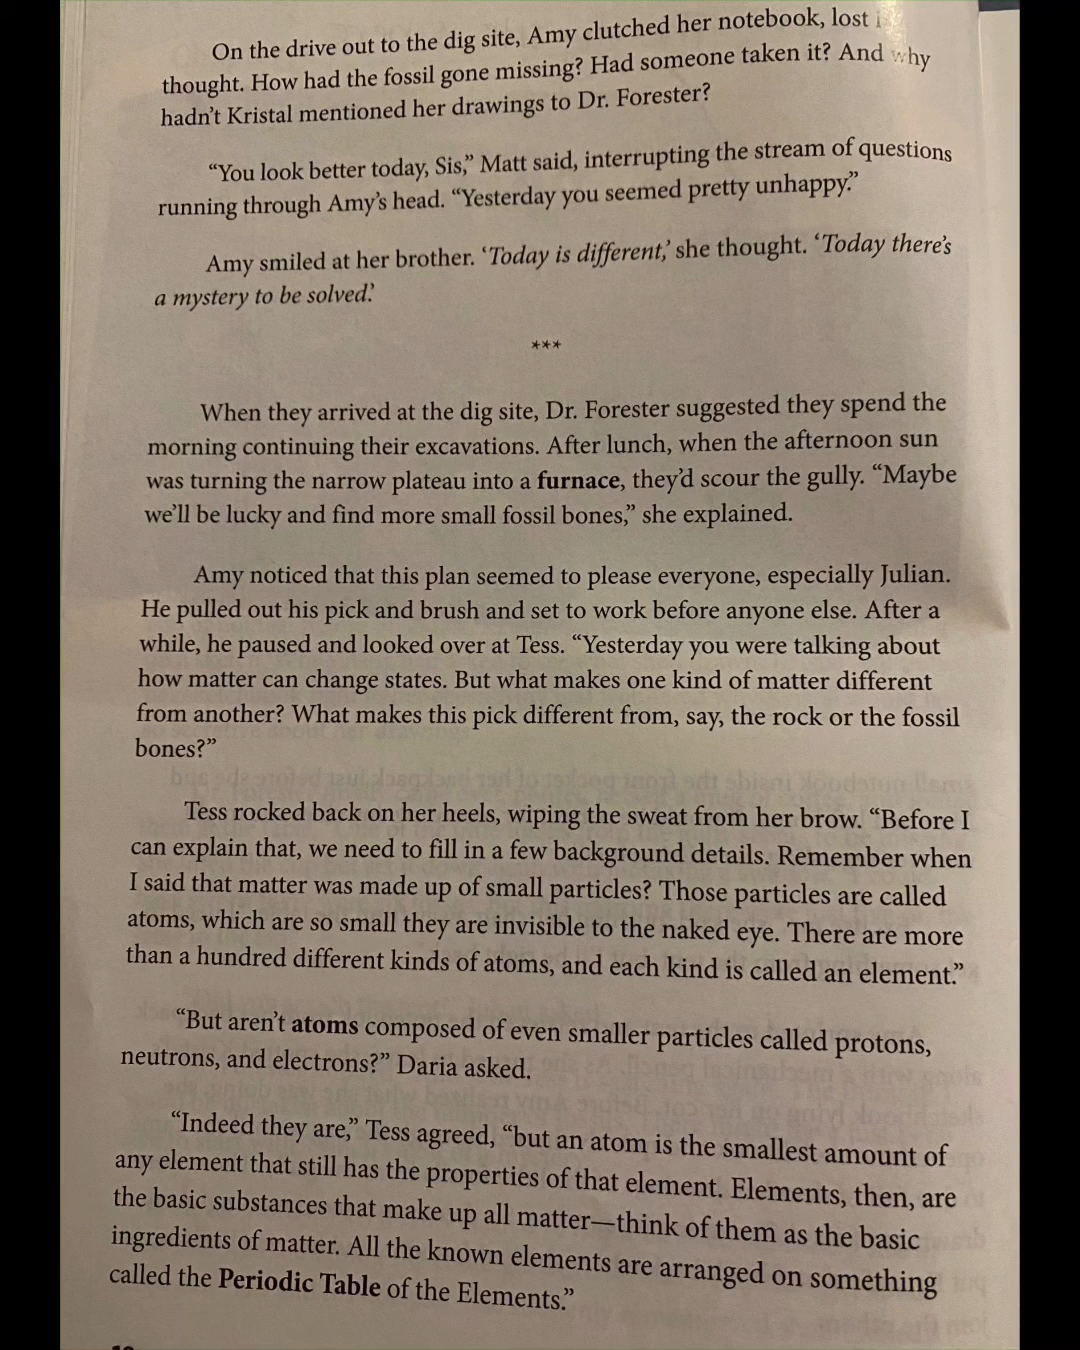 On the drive out to the dig site, Amy clutched her notebook, lost
thought. How had the fossil gone missing? Had someone taken it? And why
hadn't Kristal mentioned her drawings to Dr. Forester?
“You look better today, Sis,” Matt said, interrupting the stream of questions
running through Amy's head. “Yesterday you seemed pretty unhappy.”
Amy smiled at her brother. ‘Today is different,’ she thought. ‘Today there's
a mystery to be solved.’
***
When they arrived at the dig site, Dr. Forester suggested they spend the
morning continuing their excavations. After lunch, when the afternoon sun
was turning the narrow plateau into a furnace, they'd scour the gully. “Maybe
we'll be lucky and find more small fossil bones,” she explained.
Amy noticed that this plan seemed to please everyone, especially Julian.
He pulled out his pick and brush and set to work before anyone else. After a
while, he paused and looked over at Tess. “Yesterday you were talking about
how matter can change states. But what makes one kind of matter different
from another? What makes this pick different from, say, the rock or the fossil
bones?”
Tess rocked back on her heels, wiping the sweat from her brow. “Before I
can explain that, we need to fill in a few background details. Remember when
I said that matter was made up of small particles? Those particles are called
atoms, which are so small they are invisible to the naked eye. There are more
than a hundred different kinds of atoms, and each kind is called an element.”
“But aren't atoms composed of even smaller particles called protons,
neutrons, and electrons?” Daria asked.
“Indeed they are,” Tess agreed, “but an atom is the smallest amount of
any element that still has the properties of that element. Elements, then, are
the basic substances that make up all matter—think of them as the basic
ingredients of matter. All the known elements are arranged on something
called the Periodic Table of the Elements.”